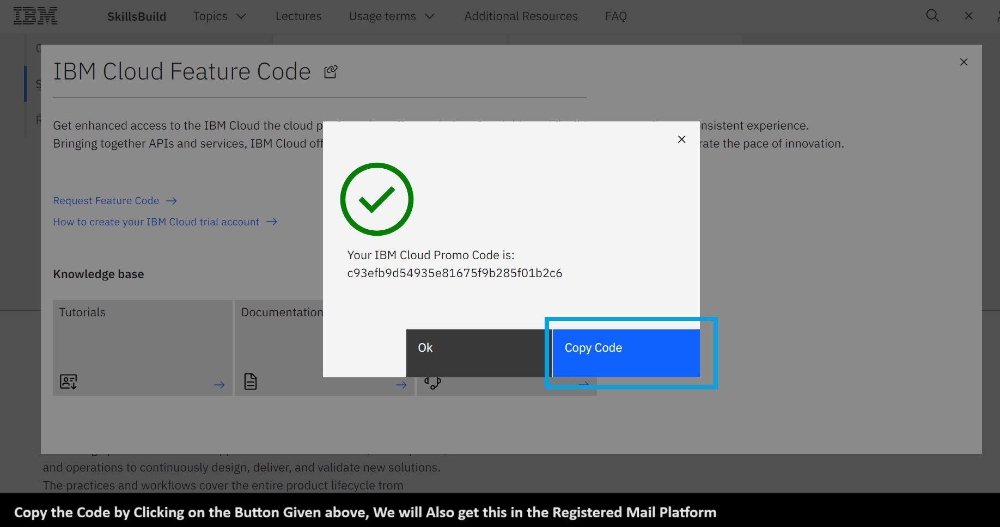 IBM SkillsBuild Topics Lectures Usage terms Additional Resources FAQ
IBM Cloud Feature Code
Get enhanced access to the IBM Cloud the cloud p
nsistent experience.
Bringing together APIs and services, IBM Cloud off
rate the pace of innovation.
Request Feature Code →
How to create your IBM Cloud trial account →
Knowledge base
Tutorials
Documentation
Your IBM Cloud Promo Code is:
c93efb9d54935e81675f9b285f01b2c6
Ok
Copy Code
and operations to continuously design, deliver, and validate new solutions.
The practices and workflows cover the entire product lifecycle from
Copy the Code by Clicking on the Button Given above, We will Also get this in the Registered Mail Platform